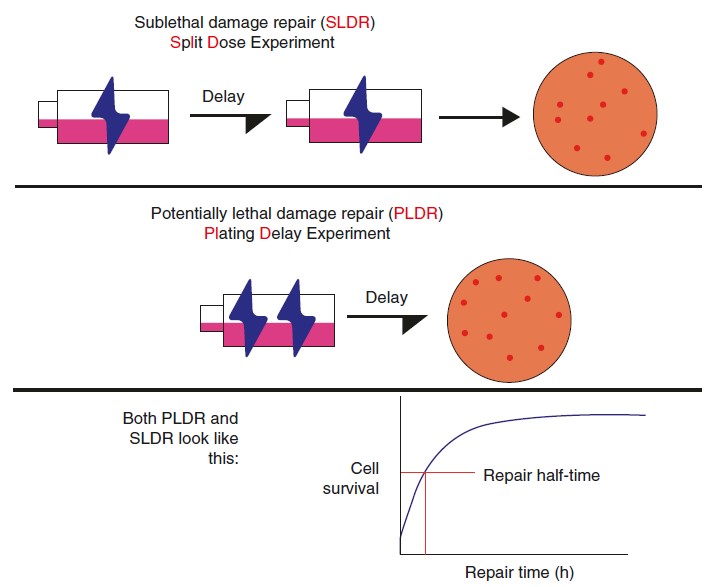 Sublethal damage repair (SLDR)
Split Dose Experiment
Delay
Potentially lethal damage repair (PLDR)
Plating Delay Experiment
Delay
Both PLDR and
SLDR look like
this:
Cell
survival
Repair half-time
Repair time (h)